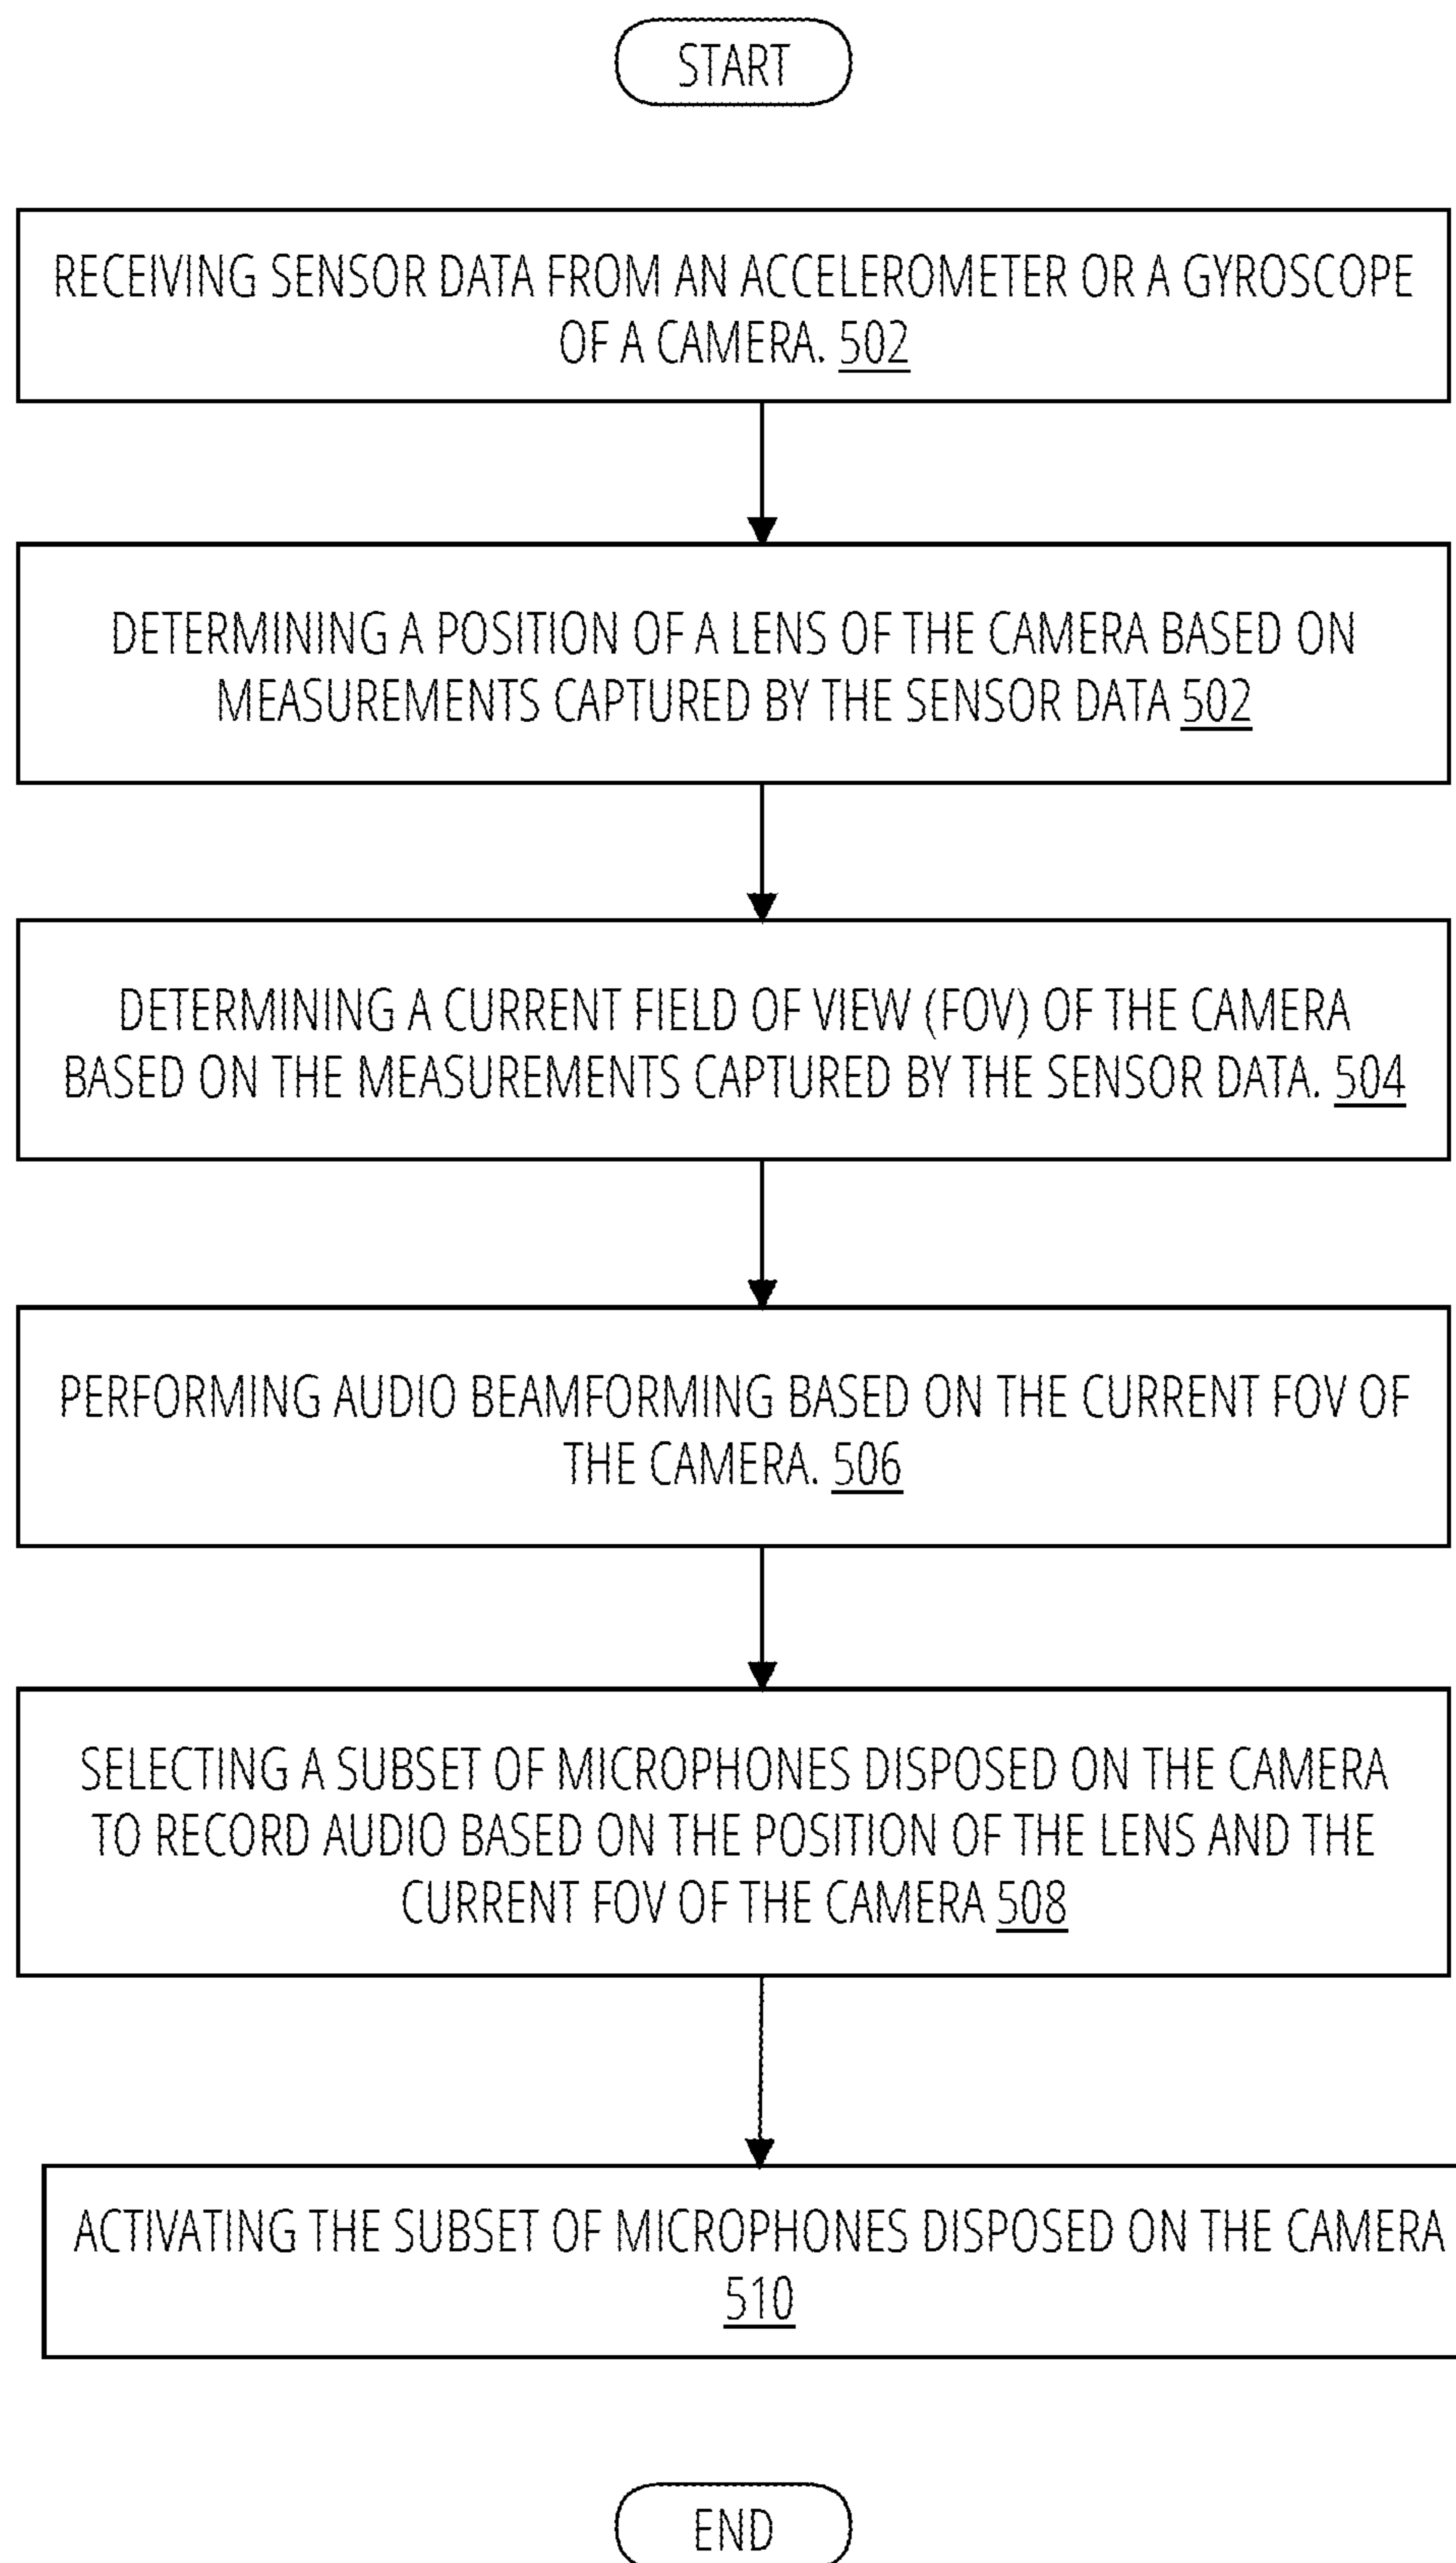 START
RECEIVING SENSOR DATA FROM AN ACCELEROMETER OR A GYROSCOPE
OF A CAMERA. 502
DETERMINING A POSITION OF A LENS OF THE CAMERA BASED ON
MEASUREMENTS CAPTURED BY THE SENSOR DATA 502
DETERMINING A CURRENT FIELD OF VIEW (FOV) OF THE CAMERA
BASED ON THE MEASUREMENTS CAPTURED BY THE SENSOR DATA. 504
PERFORMING AUDIO BEAMFORMING BASED ON THE CURRENT FOV OF
THE CAMERA. 506
SELECTING A SUBSET OF MICROPHONES DISPOSED ON THE CAMERA
TO RECORD AUDIO BASED ON THE POSITION OF THE LENS AND THE
CURRENT FOV OF THE CAMERA 508
ACTIVATING THE SUBSET OF MICROPHONES DISPOSED ON THE CAMERA
510
END